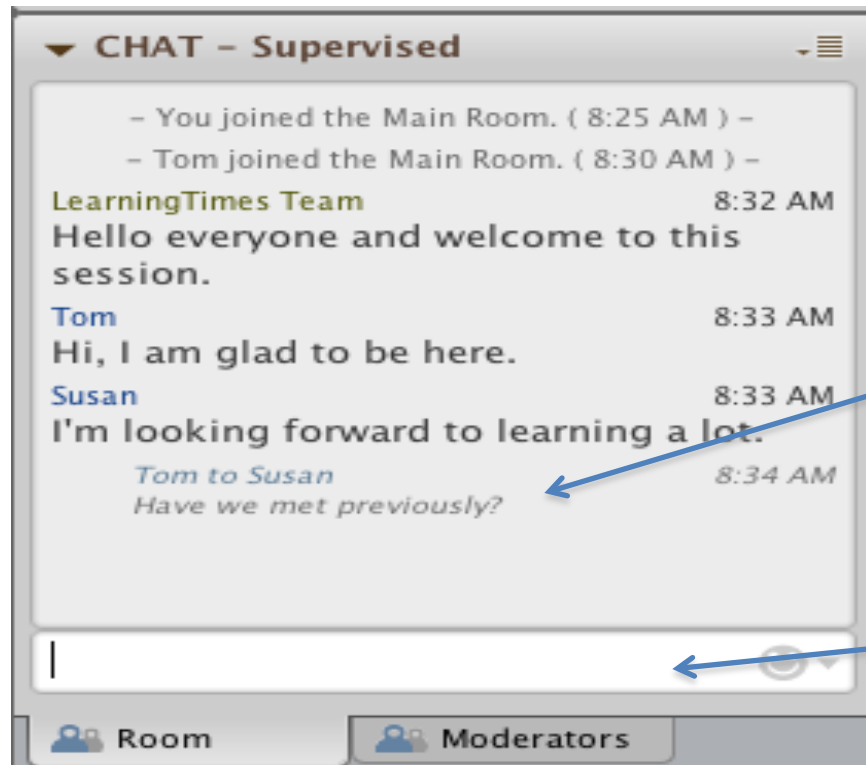 CHAT – Supervised
– You joined the Main Room. ( 8:25 AM ) –
– Tom joined the Main Room. ( 8:30 AM ) –
LearningTimes Team 8:32 AM
Hello everyone and welcome to this
session.
Tom 8:33 AM
Hi, I am glad to be here.
Susan 8:33 AM
I'm looking forward to learning a lot.
Tom to Susan 8:34 AM
Have we met previously?
Room Moderators